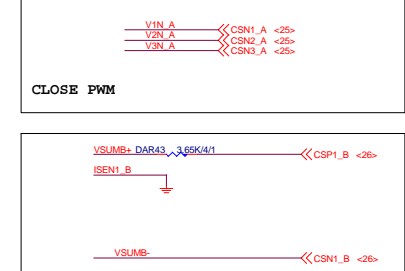 V1N_A CSN1_A <25>
V2N_A CSN2_A <25>
V3N_A CSN3_A <25>
CLOSE PWM
VSUMB+ DAR43 3.65K/4/1 CSP1_B <26>
ISEN1_B
VSUMB- CSN1_B <26>